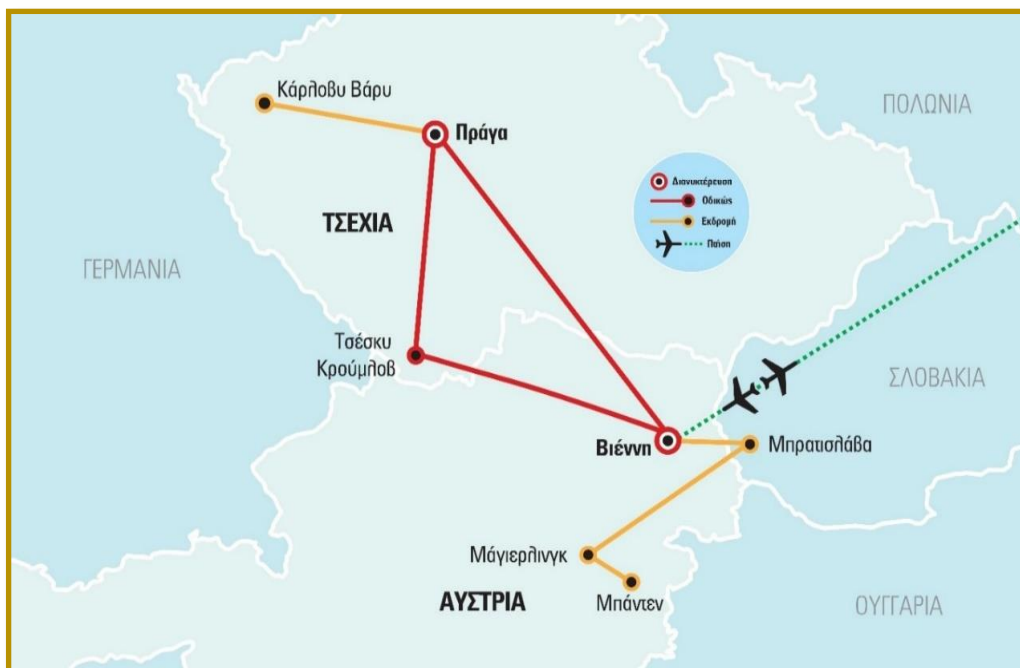 Κάρλοβυ Βάρυ
Πράγα
ΠΟΛΩΝΙΑ
Διανυκτέρευση
Οδικώς
Εκδρομή
Πτήση
ΤΣΕΧΙΑ
ΓΕΡΜΑΝΙΑ
Τσέσκυ
Κρούμλοβ
ΣΛΟΒΑΚΙΑ
Βιέννη
Μπρατισλάβα
Μάγιερλινγκ
Μπάντεν
ΑΥΣΤΡΙΑ
ΟΥΓΓΑΡΙΑ